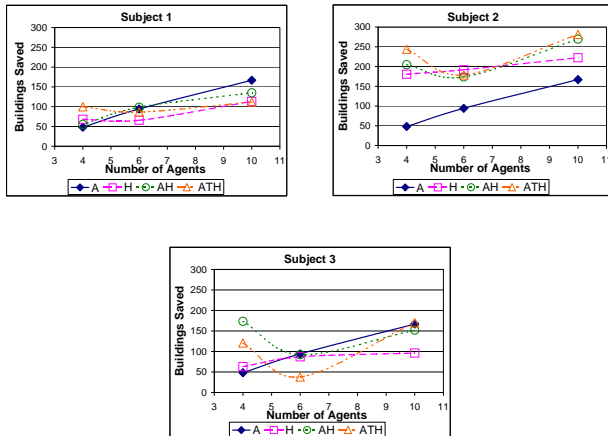 Subject 1
300
250
200
150
100
50
0
Buildings Saved
3 4 5 6 7 8 9 10 11
Number of Agents
A H AH ATH
Subject 2
300
250
200
150
100
50
0
Buildings Saved
3 4 5 6 7 8 9 10 11
Number of Agents
A H AH ATH
Subject 3
300
250
200
150
100
50
0
Buildings Saved
3 4 5 6 7 8 9 10 11
Number of Agents
A H AH ATH